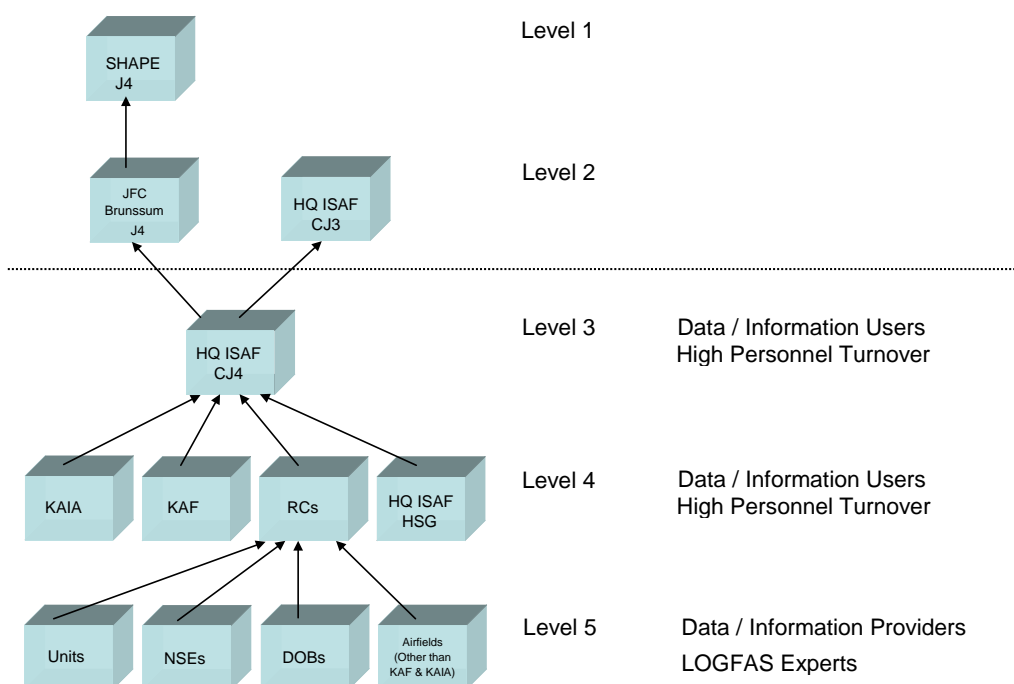 Level 1
SHAPE
J4
Level 2
JFC
Brunssum
J4
HQ ISAF
CJ3
Level 3
Data / Information Users
High Personnel Turnover
HQ ISAF
CJ4
Level 4
Data / Information Users
High Personnel Turnover
KAIA
KAF
RCs
HQ ISAF
HSG
Level 5
Data / Information Providers
LOGFAS Experts
Units
NSEs
DOBs
Airfields
(Other than
KAF & KAIA)